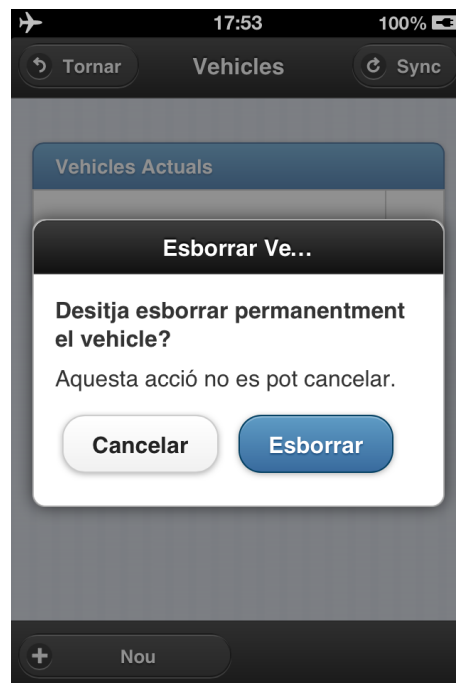 17:53
100%
Tornar
Vehicles
Sync
Vehicles Actuals
Esborrar Ve...
Desitja esborrar permanentment
el vehicle?
Aquesta acció no es pot cancelar.
Cancelar
Esborrar
Nou